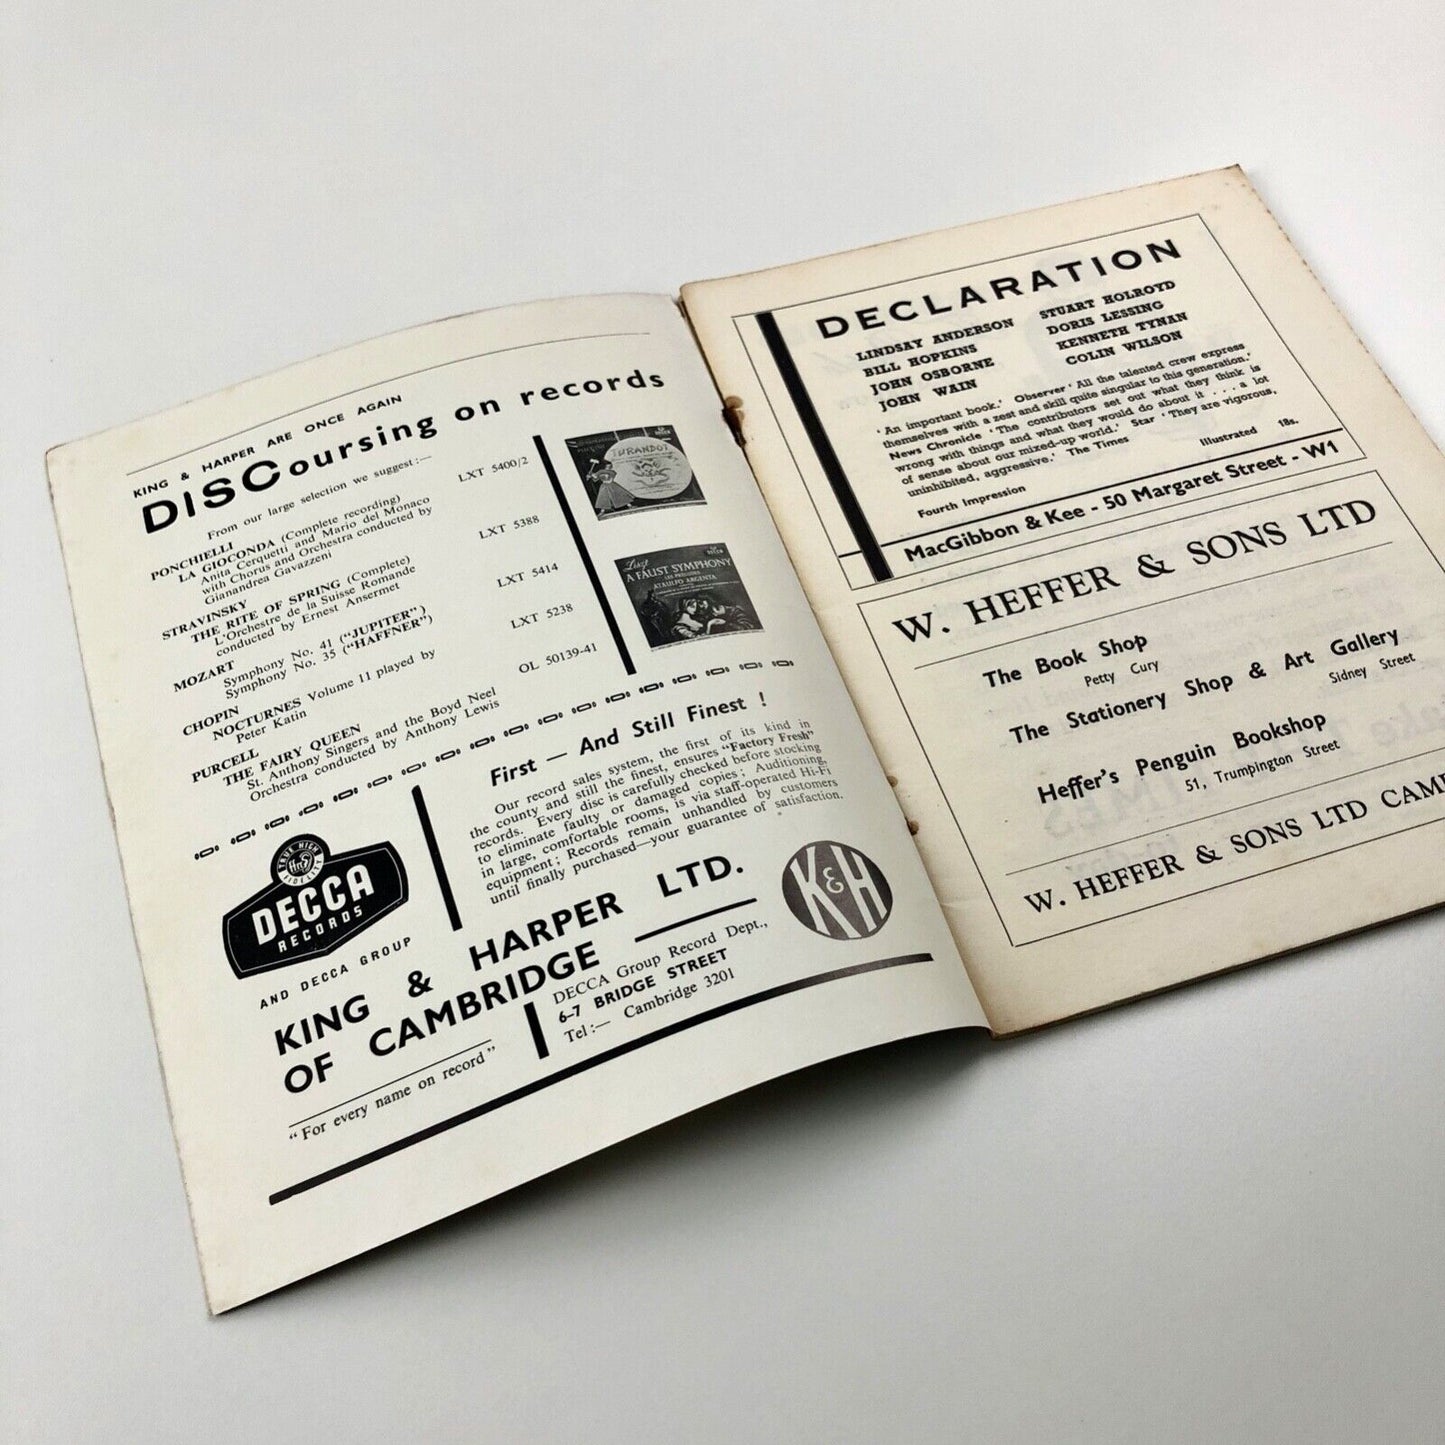 KING & HARPER ARE ONCE AGAIN
DISCoursing on records
From our large selection we suggest:—
PONCHIELLI
LA GIOCONDA (Complete recording) LXT 5400/2
Anita Cerquetti and Mario del Monaco
with Chorus and Orchestra conducted by
Gianandrea Gavazzeni
STRAVINSKY
THE RITE OF SPRING (Complete) LXT 5388
L'Orchestre de la Suisse Romande
conducted by Ernest Ansermet
MOZART
Symphony No. 41 ("JUPITER") LXT 5414
Symphony No. 35 ("HAFFNER")
CHOPIN
NOCTURNES Volume 11 played by LXT 5238
Peter Katin
PURCELL
THE FAIRY QUEEN OL 50139-41
St. Anthony Singers and the Boyd Neel
Orchestra conducted by Anthony Lewis
TURANDOT
DECCA
Liszt
A FAUST SYMPHONY
LES PRELUDES
ATAULFO ARGENTA
First — And Still Finest !
Our record sales system, the first of its kind in
the county and still the finest, ensures "Factory Fresh"
records. Every disc is carefully checked before stocking
to eliminate faulty or damaged copies; Auditioning,
in large, comfortable rooms, is via staff-operated Hi-Fi
equipment; Records remain unhandled by customers
until finally purchased—your guarantee of satisfaction.
TRUE HIGH
ffrr
FIDELITY
DECCA
RECORDS
AND DECCA GROUP
KING & HARPER LTD.
OF CAMBRIDGE
K&H
DECCA Group Record Dept.,
6-7 BRIDGE STREET
Tel:— Cambridge 3201
"For every name on record"
DECLARATION
LINDSAY ANDERSON STUART HOLROYD
BILL HOPKINS DORIS LESSING
JOHN OSBORNE KENNETH TYNAN
JOHN WAIN COLIN WILSON
'An important book.' Observer 'All the talented crew express
themselves with a zest and skill quite singular to this generation.'
News Chronicle 'The contributors set out what they think is
wrong with things and what they would do about it . . . a lot
of sense about our mixed-up world.' Star 'They are vigorous,
uninhibited, aggressive.' The Times Illustrated 18s.
Fourth Impression
MacGibbon & Kee - 50 Margaret Street - W1
W. HEFFER & SONS LTD
The Book Shop
Petty Cury
The Stationery Shop & Art Gallery
Sidney Street
Heffer's Penguin Bookshop
51, Trumpington Street
W. HEFFER & SONS LTD CAM